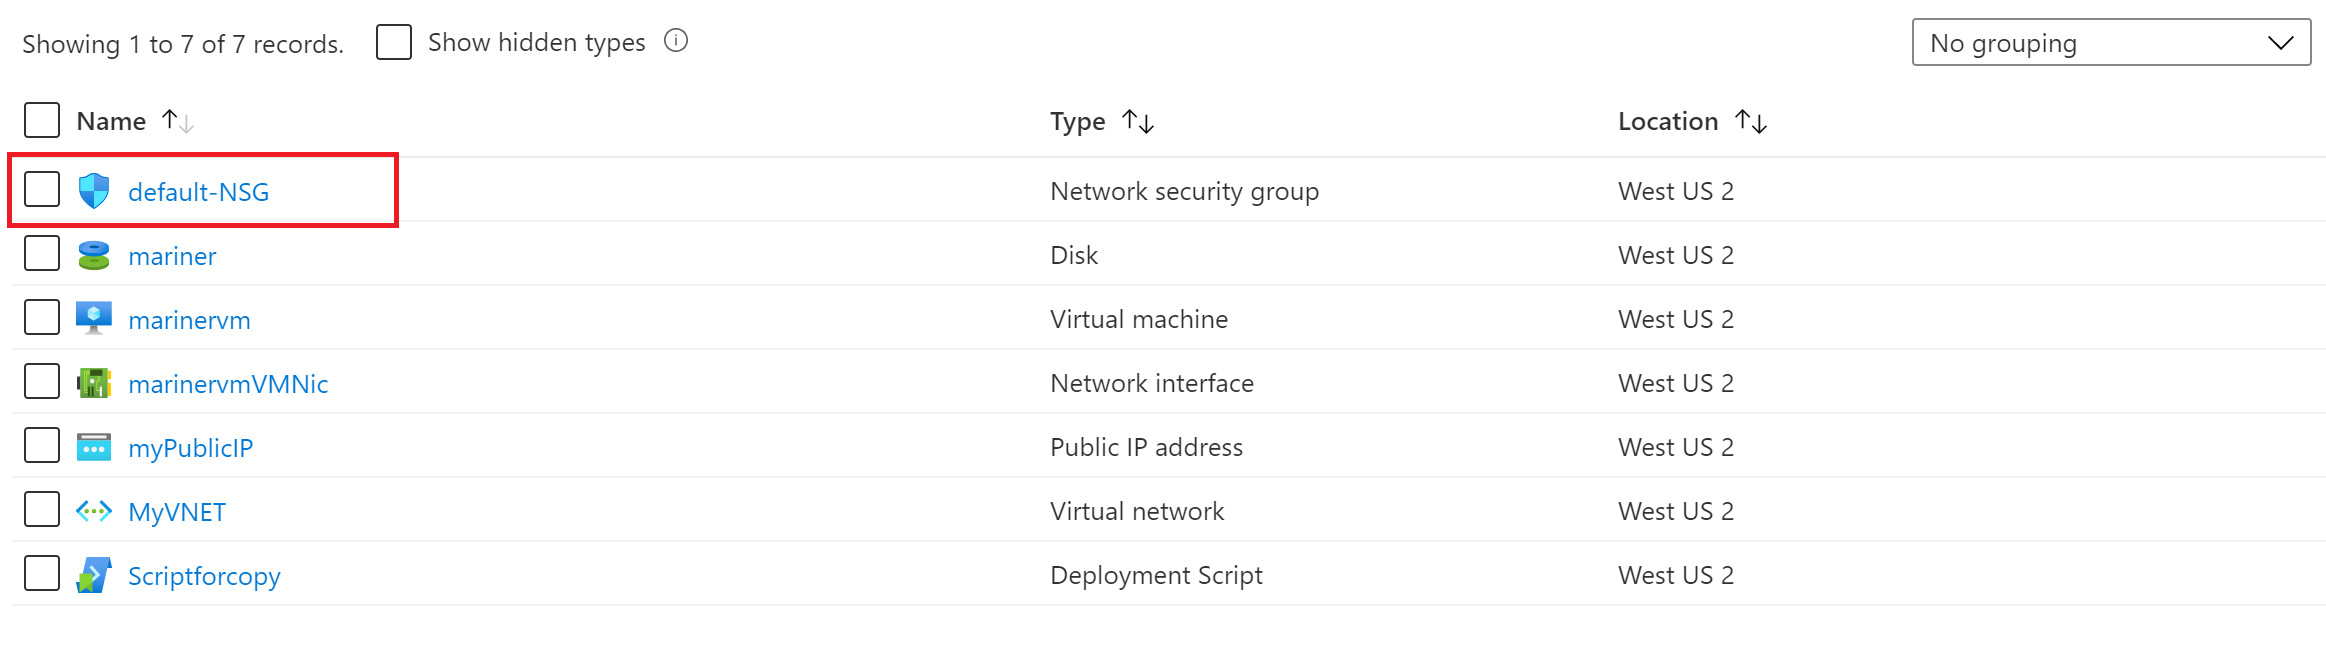 Showing 1 to 7 of 7 records. Show hidden types No grouping
Name Type Location
default-NSG Network security group West US 2
mariner Disk West US 2
marinervm Virtual machine West US 2
marinervmVMNic Network interface West US 2
myPublicIP Public IP address West US 2
MyVNET Virtual network West US 2
Scriptforcopy Deployment Script West US 2